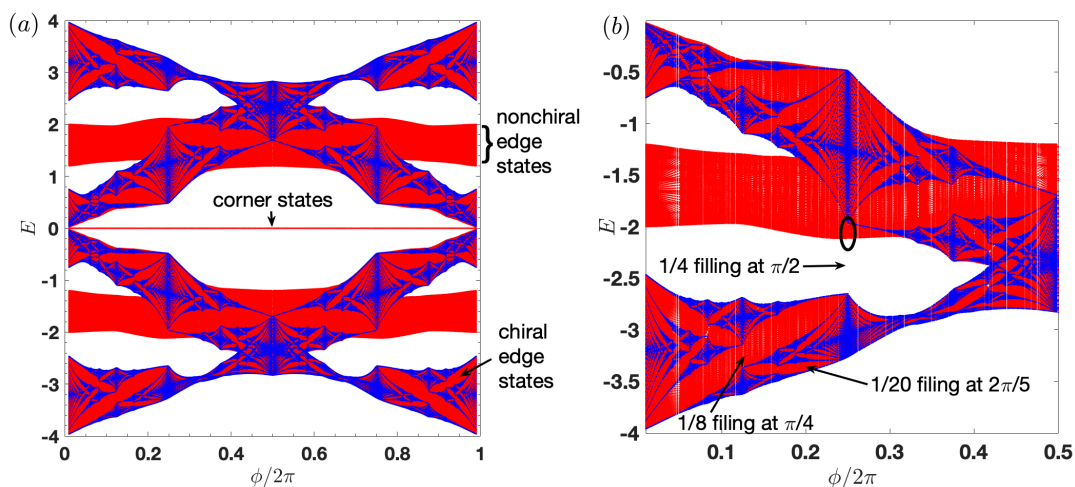 (a)
4
3
2
1
0
-1
-2
-3
-4
E
0
0.2
0.4
0.6
0.8
1
ϕ/2π
nonchiral
edge
states
corner states
chiral
edge
states
(b)
-0.5
-1
-1.5
-2
-2.5
-3
-3.5
-4
E
0.1
0.2
0.3
0.4
0.5
ϕ/2π
1/4 filling at π/2
1/20 filing at 2π/5
1/8 filing at π/4